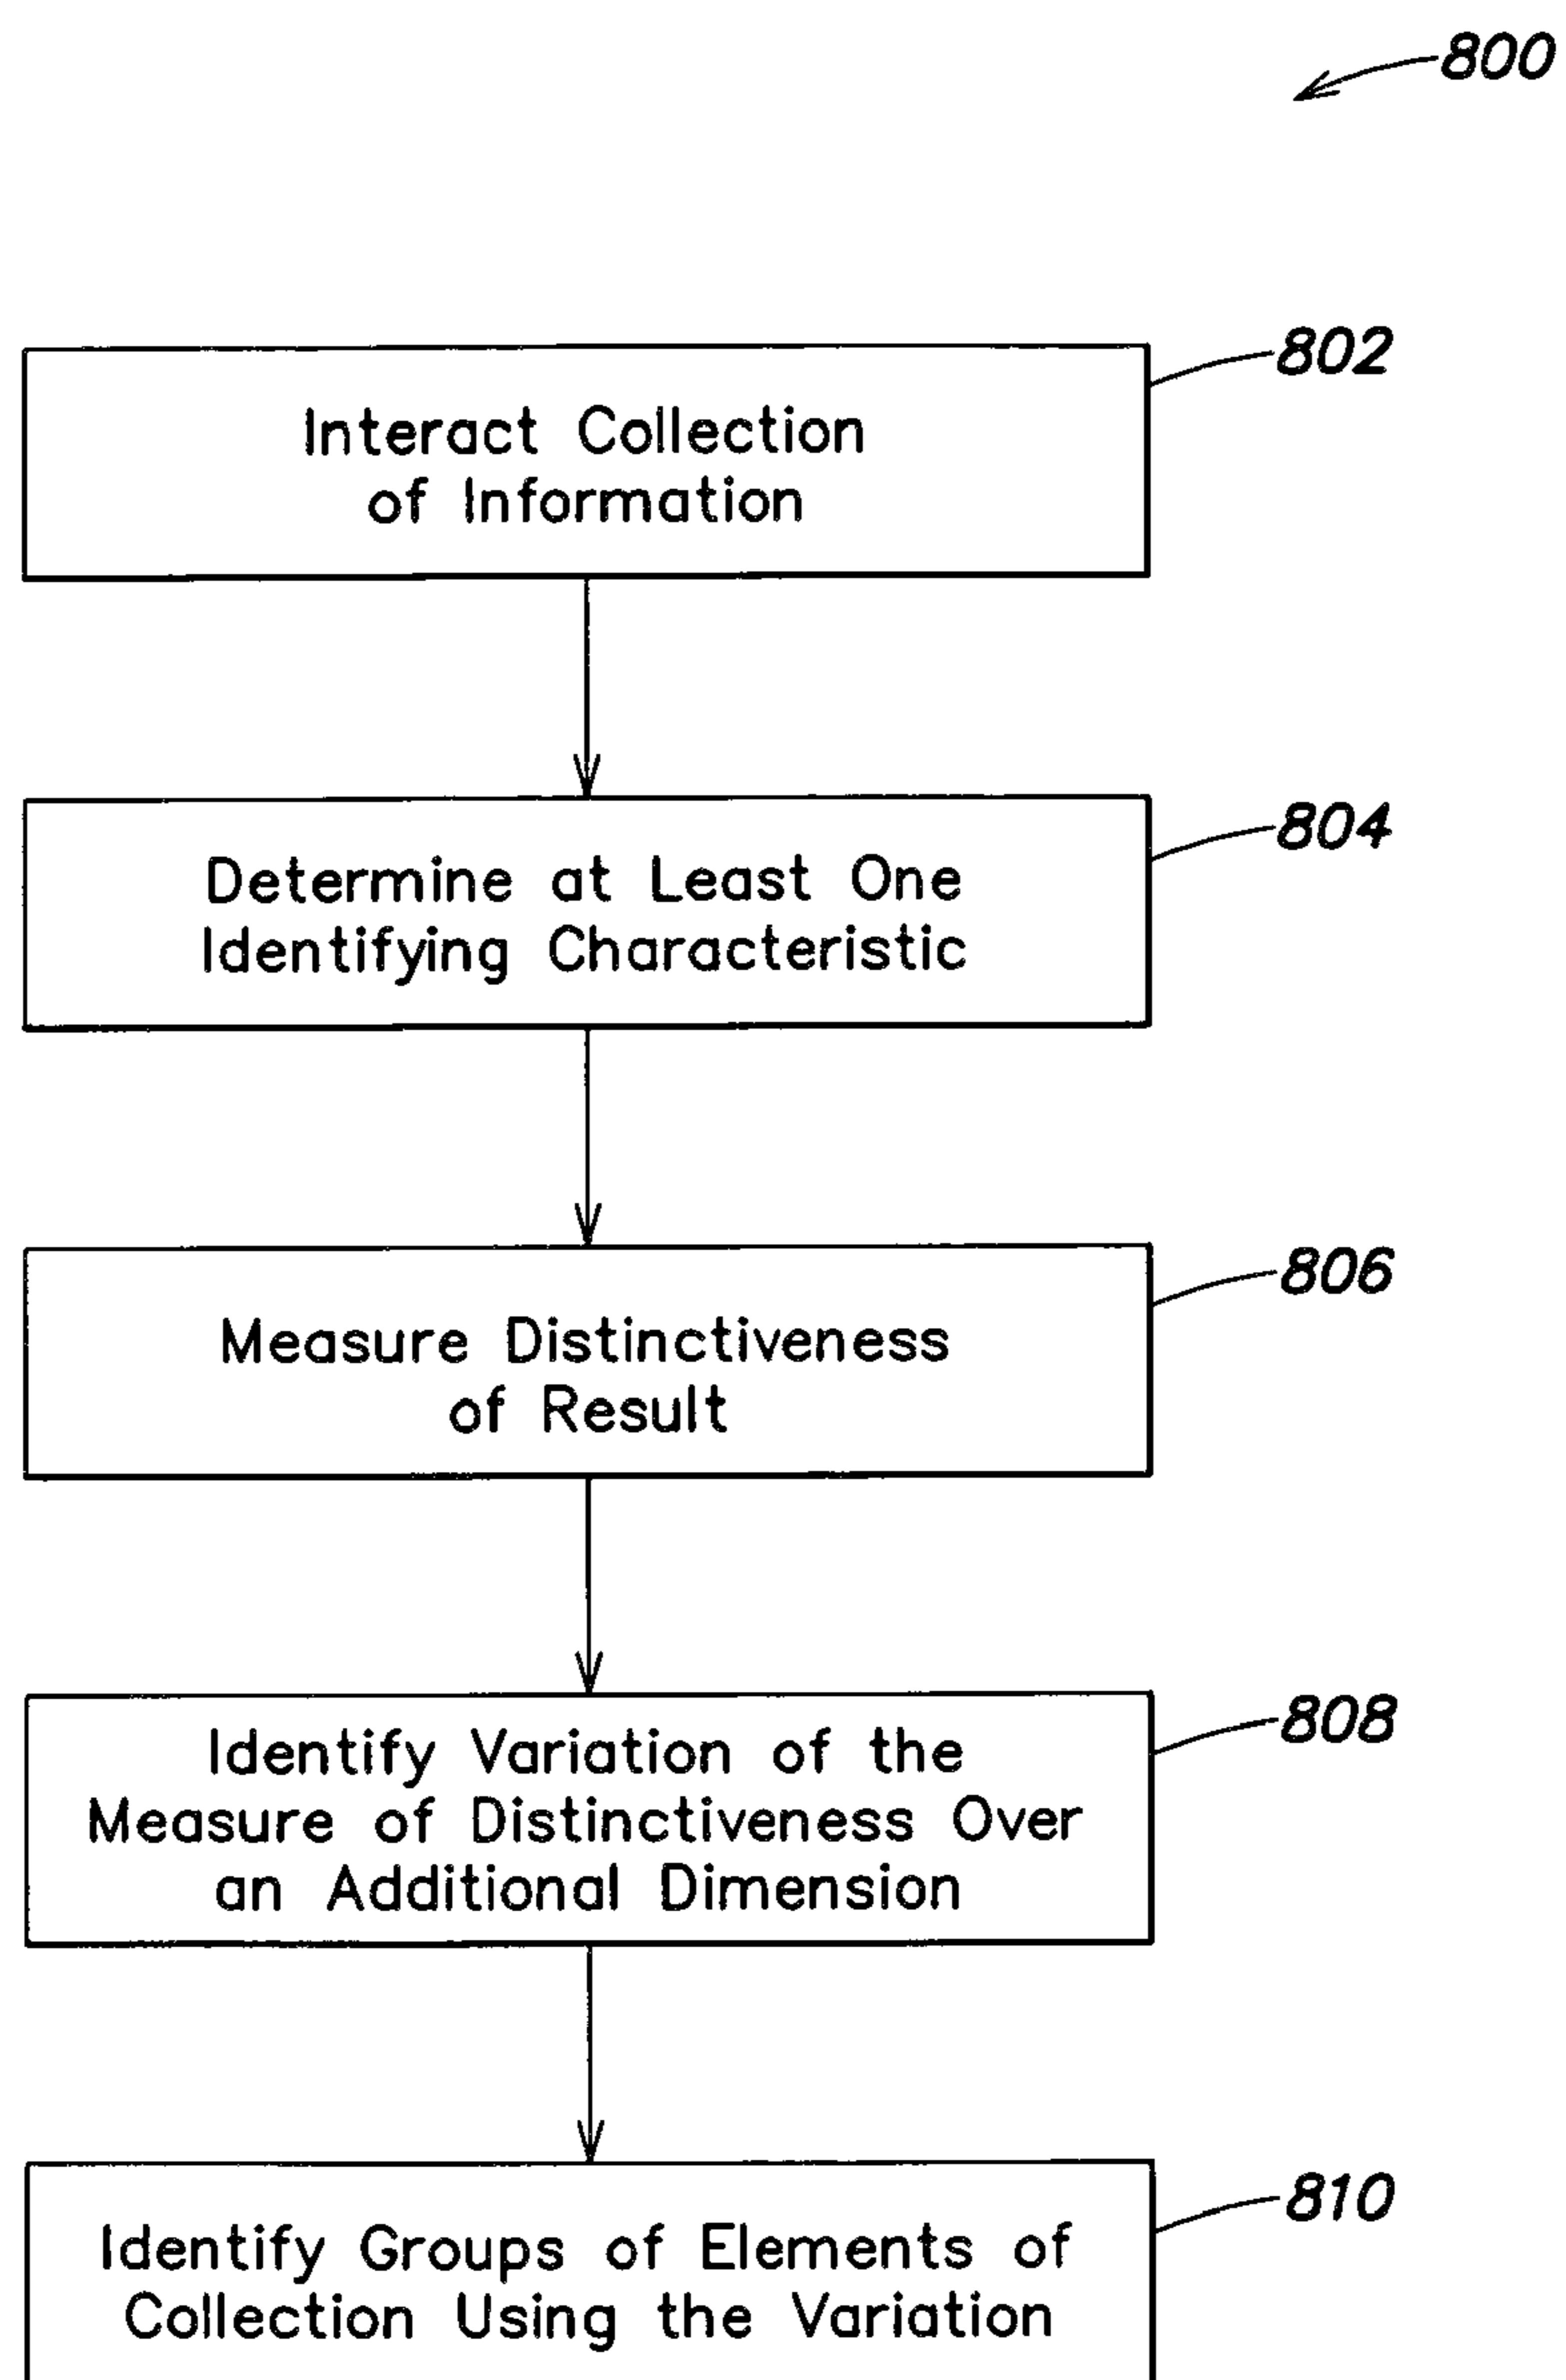 800
802
Interact Collection
of Information
804
Determine at Least One
Identifying Characteristic
806
Measure Distinctiveness
of Result
808
Identify Variation of the
Measure of Distinctiveness Over
an Additional Dimension
810
Identify Groups of Elements of
Collection Using the Variation